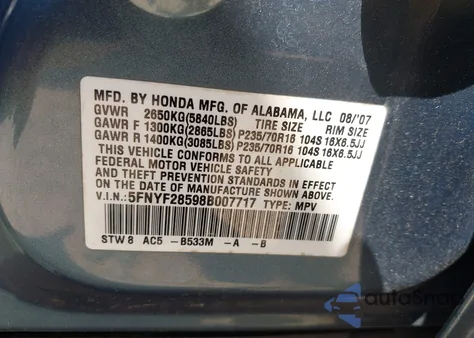 MFD. BY HONDA MFG. OF ALABAMA, LLC 08/'07
GVWR 2650KG(5840LBS) TIRE SIZE RIM SIZE
GAWR F 1300KG(2865LBS) P235/70R16 104S 16X6.5JJ
GAWR R 1400KG(3085LBS) P235/70R16 104S 16X6.5JJ
THIS VEHICLE CONFORMS TO ALL APPLICABLE
FEDERAL MOTOR VEHICLE SAFETY, BUMPER,
AND THEFT PREVENTION STANDARDS IN EFFECT
ON THE DATE OF MANUFACTURE SHOWN ABOVE.
V.I.N.: 5FNYF28598B007717 TYPE: MPV
STW8 AC5 -B533M -A -B
autoSnap